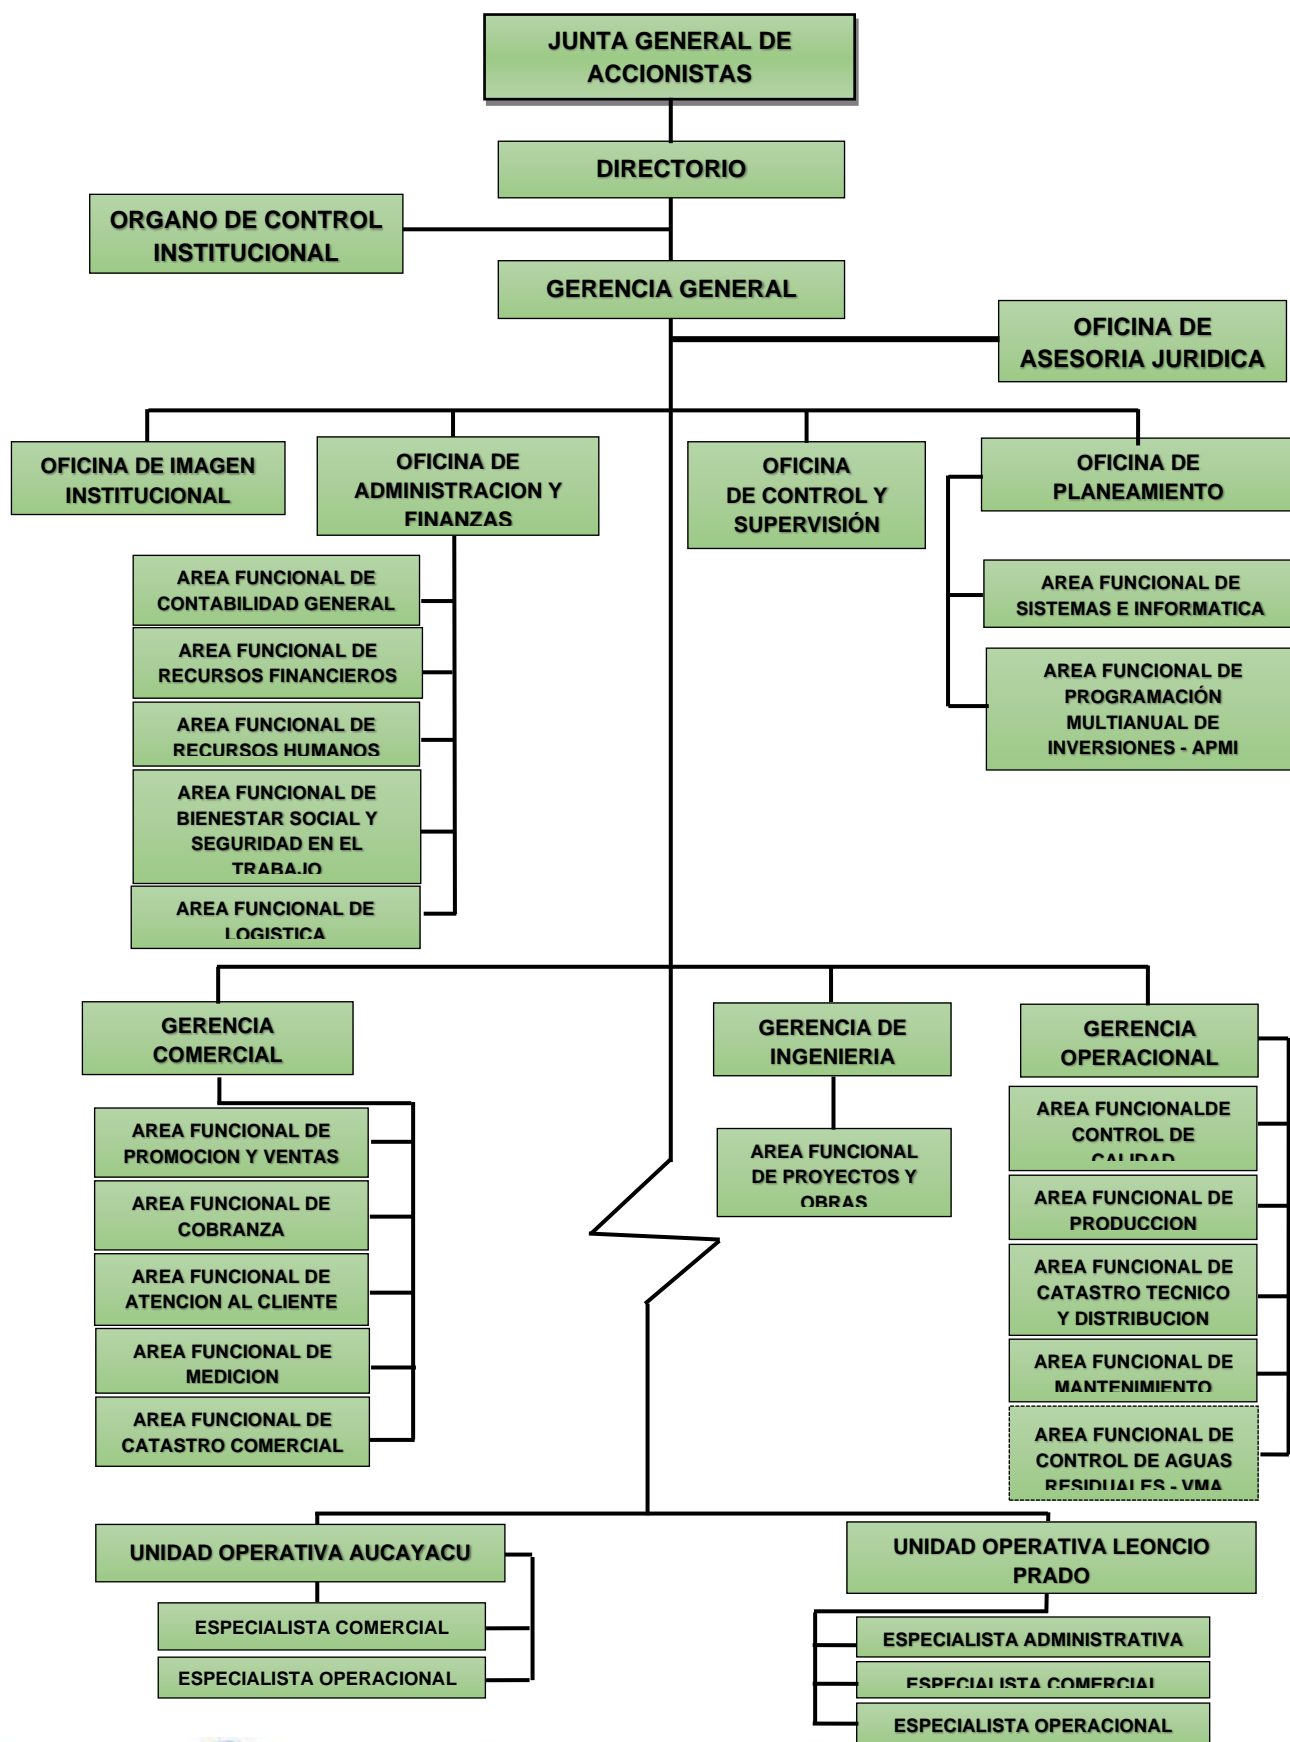 JUNTA GENERAL DE
ACCIONISTAS
DIRECTORIO
ORGANO DE CONTROL
INSTITUCIONAL
GERENCIA GENERAL
OFICINA DE
ASESORIA JURIDICA
OFICINA DE IMAGEN
INSTITUCIONAL
OFICINA DE
ADMINISTRACION Y
FINANZAS
OFICINA
DE CONTROL Y
SUPERVISIÓN
OFICINA DE
PLANEAMIENTO
AREA FUNCIONAL DE
CONTABILIDAD GENERAL
AREA FUNCIONAL DE
RECURSOS FINANCIEROS
AREA FUNCIONAL DE
RECURSOS HUMANOS
AREA FUNCIONAL DE
BIENESTAR SOCIAL Y
SEGURIDAD EN EL
TRABAJO
AREA FUNCIONAL DE
LOGISTICA
AREA FUNCIONAL DE
SISTEMAS E INFORMATICA
AREA FUNCIONAL DE
PROGRAMACIÓN
MULTIANUAL DE
INVERSIONES - APMI
GERENCIA
COMERCIAL
AREA FUNCIONAL DE
PROMOCION Y VENTAS
AREA FUNCIONAL DE
COBRANZA
AREA FUNCIONAL DE
ATENCION AL CLIENTE
AREA FUNCIONAL DE
MEDICION
AREA FUNCIONAL DE
CATASTRO COMERCIAL
GERENCIA DE
INGENIERIA
AREA FUNCIONAL
DE PROYECTOS Y
OBRAS
GERENCIA
OPERACIONAL
AREA FUNCIONALDE
CONTROL DE
CALIDAD
AREA FUNCIONAL DE
PRODUCCION
AREA FUNCIONAL DE
CATASTRO TECNICO
Y DISTRIBUCION
AREA FUNCIONAL DE
MANTENIMIENTO
AREA FUNCIONAL DE
CONTROL DE AGUAS
RESIDUALES - VMA
UNIDAD OPERATIVA AUCAYACU
ESPECIALISTA COMERCIAL
ESPECIALISTA OPERACIONAL
UNIDAD OPERATIVA LEONCIO
PRADO
ESPECIALISTA ADMINISTRATIVA
ESPECIALISTA COMERCIAL
ESPECIALISTA OPERACIONAL